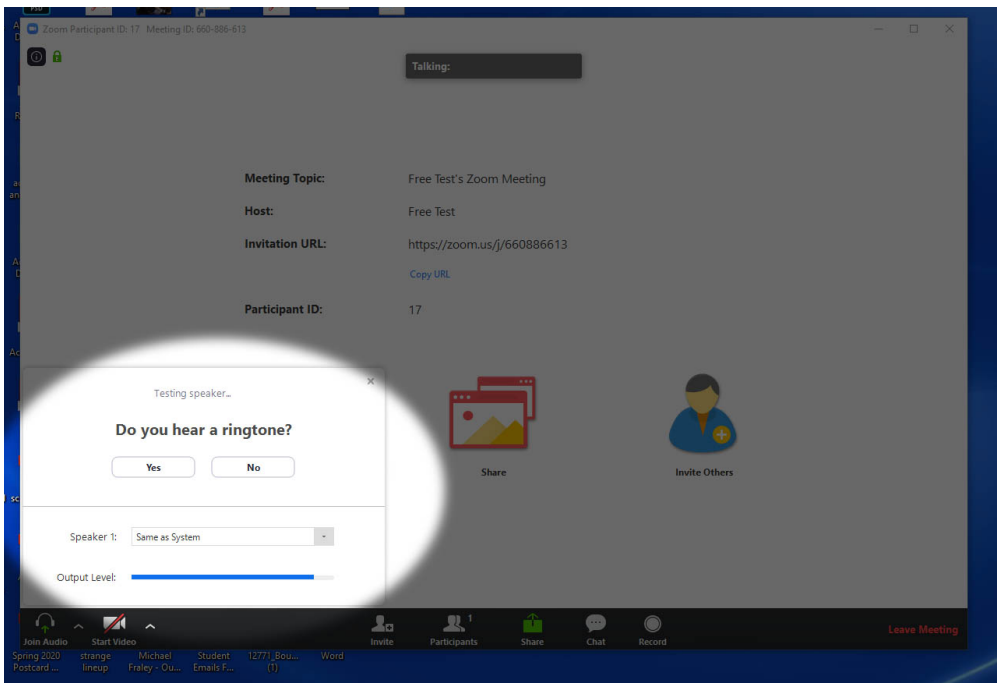 PSD
Zoom Participant ID: 17 Meeting ID: 660-886-613
Talking:
Meeting Topic: Free Test's Zoom Meeting
Host: Free Test
Invitation URL: https://zoom.us/j/660886613
Copy URL
Participant ID: 17
Testing speaker...
Do you hear a ringtone?
Yes No
Share Invite Others
Speaker 1: Same as System
Output Level:
Join Audio Start Video Invite Participants 1 Share Chat Record Leave Meeting
Spring 2020 strange Michael Student 12771_Bou... Word
Postcard ... lineup Fraley - Ou... Emails F... (1)